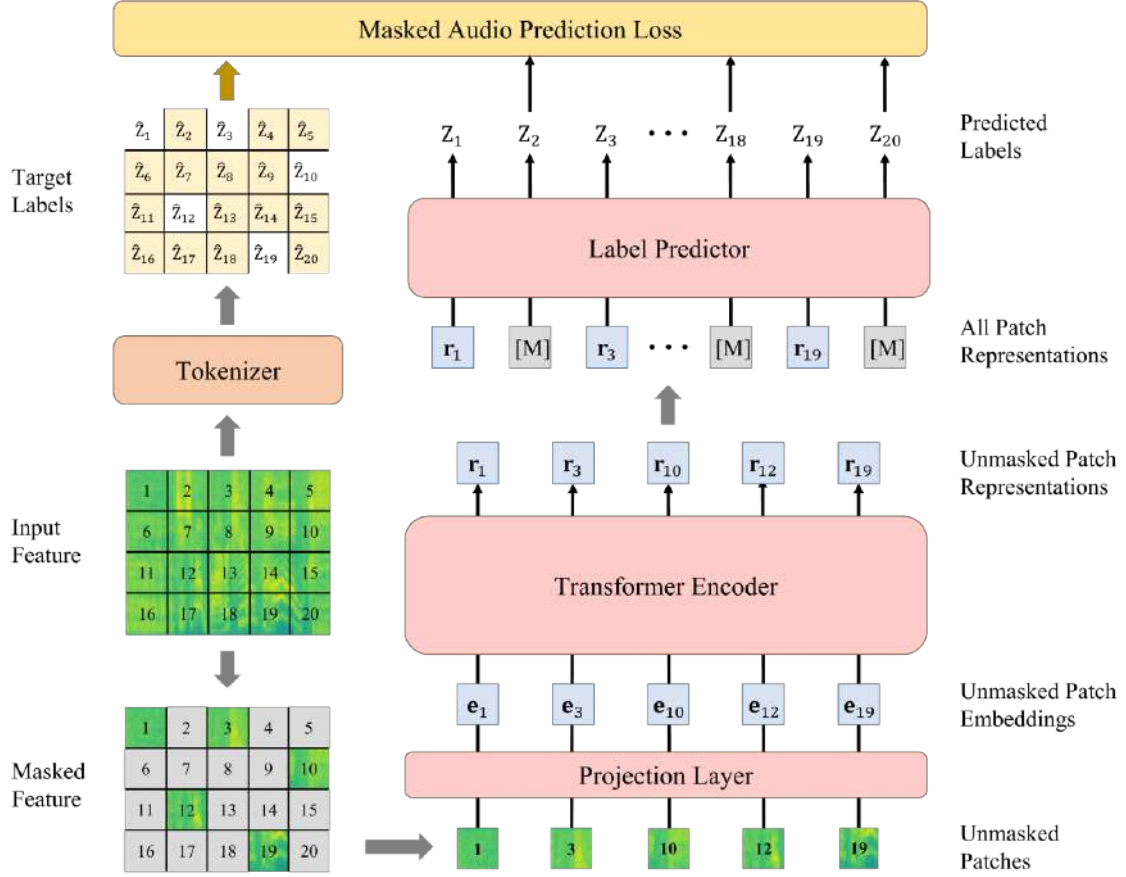 Masked Audio Prediction Loss
Ẑ₁ Ẑ₂ Ẑ₃ Ẑ₄ Ẑ₅
Ẑ₆ Ẑ₇ Ẑ₈ Ẑ₉ Ẑ₁₀
Ẑ₁₁ Ẑ₁₂ Ẑ₁₃ Ẑ₁₄ Ẑ₁₅
Ẑ₁₆ Ẑ₁₇ Ẑ₁₈ Ẑ₁₉ Ẑ₂₀
Target
Labels
Z₁ Z₂ Z₃ ··· Z₁₈ Z₁₉ Z₂₀
Predicted
Labels
Label Predictor
r₁ [M] r₃ ··· [M] r₁₉ [M]
All Patch
Representations
Tokenizer
r₁ r₃ r₁₀ r₁₂ r₁₉
Unmasked Patch
Representations
Input
Feature
1 2 3 4 5
6 7 8 9 10
11 12 13 14 15
16 17 18 19 20
Transformer Encoder
e₁ e₃ e₁₀ e₁₂ e₁₉
Unmasked Patch
Embeddings
Masked
Feature
1 2 3 4 5
6 7 8 9 10
11 12 13 14 15
16 17 18 19 20
Projection Layer
1 3 10 12 19
Unmasked
Patches